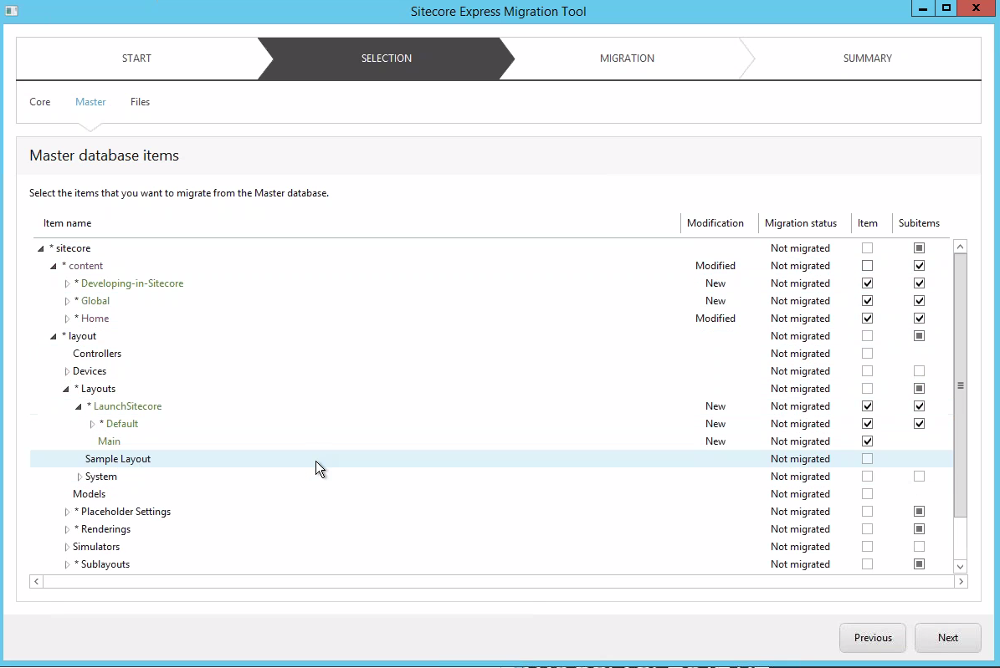 Sitecore Express Migration Tool
START SELECTION MIGRATION SUMMARY
Core Master Files
Master database items
Select the items that you want to migrate from the Master database.
Item name Modification Migration status Item Subitems
* sitecore Not migrated
* content Modified Not migrated
* Developing-in-Sitecore New Not migrated
* Global New Not migrated
* Home Modified Not migrated
* layout Not migrated
Controllers Not migrated
Devices Not migrated
* Layouts Not migrated
* LaunchSitecore New Not migrated
* Default New Not migrated
Main New Not migrated
Sample Layout Not migrated
System Not migrated
Models Not migrated
* Placeholder Settings Not migrated
* Renderings Not migrated
Simulators Not migrated
* Sublayouts Not migrated
Previous Next